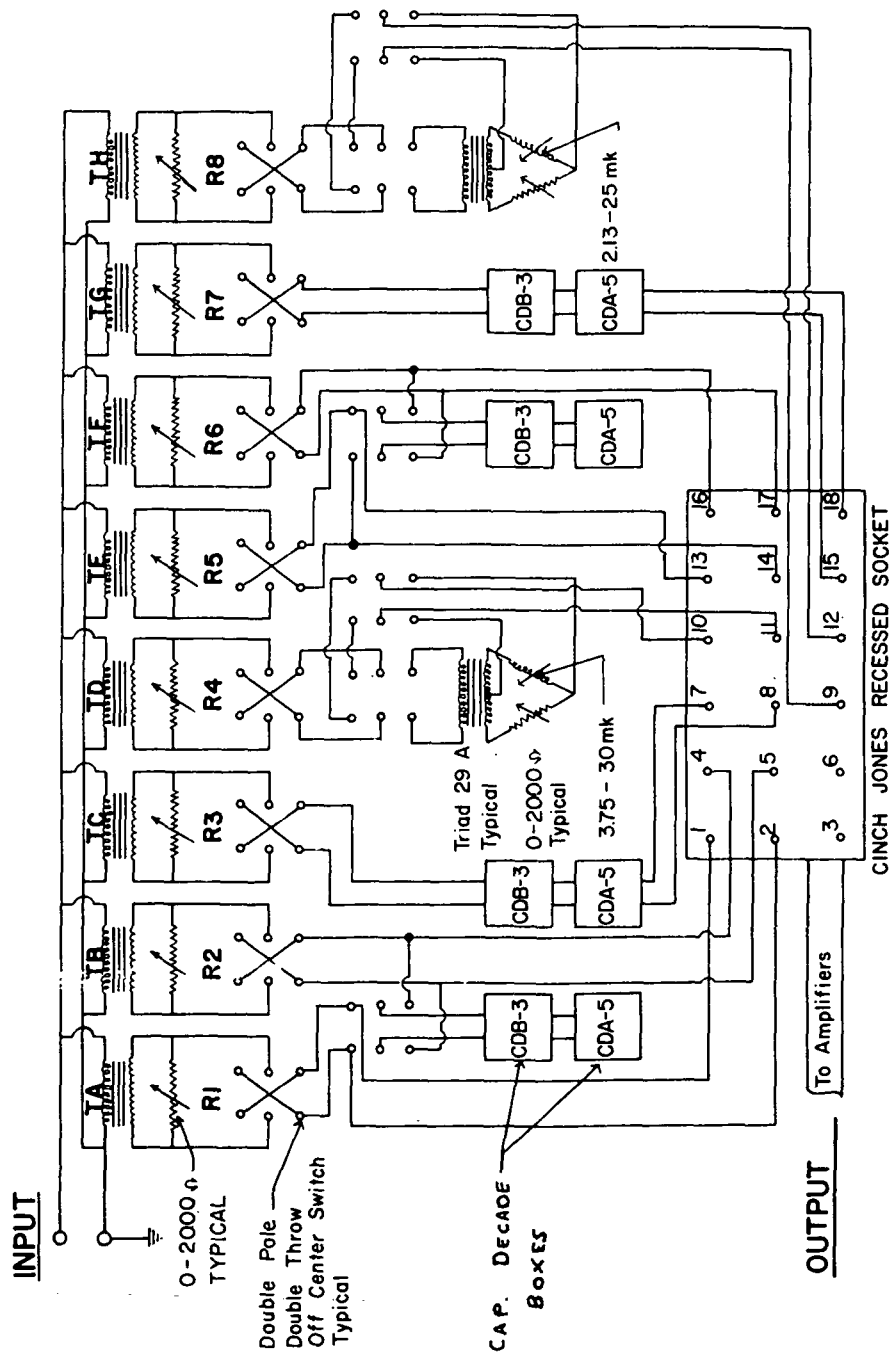 INPUT
TA TB TC TD TE TF TG TH
R1 R2 R3 R4 R5 R6 R7 R8
0-2000Ω
TYPICAL
Double Pole
Double Throw
Off Center Switch
Typical
CAP. DECADE
BOXES
CDB-3
CDA-5
CDB-3
CDA-5
Triad 29 A
Typical
0-2000Ω
Typical
3.75-30mk
CDB-3
CDA-5
CDB-3
CDA-5
2.13-25 mk
1 4 7 10 13 16
2 5 8 11 14 17
3 6 9 12 15 18
CINCH JONES RECESSED SOCKET
To Amplifiers
OUTPUT